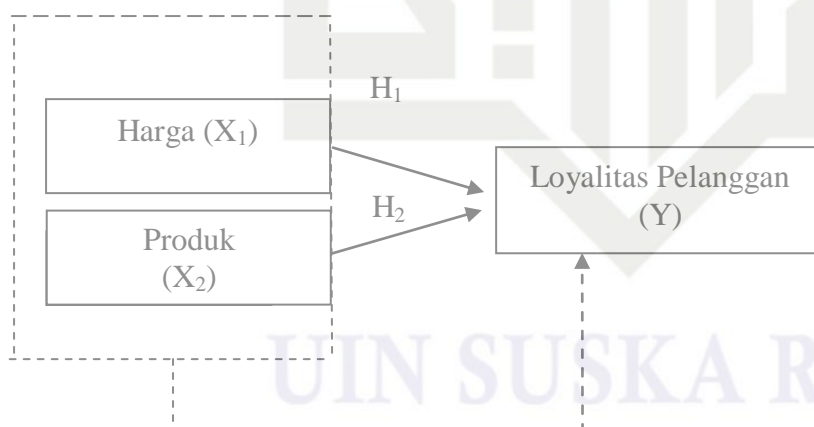 H₁
Harga (X₁)
Loyalitas Pelanggan
(Y)
H₂
Produk
(X₂)
UIN SUSKA R